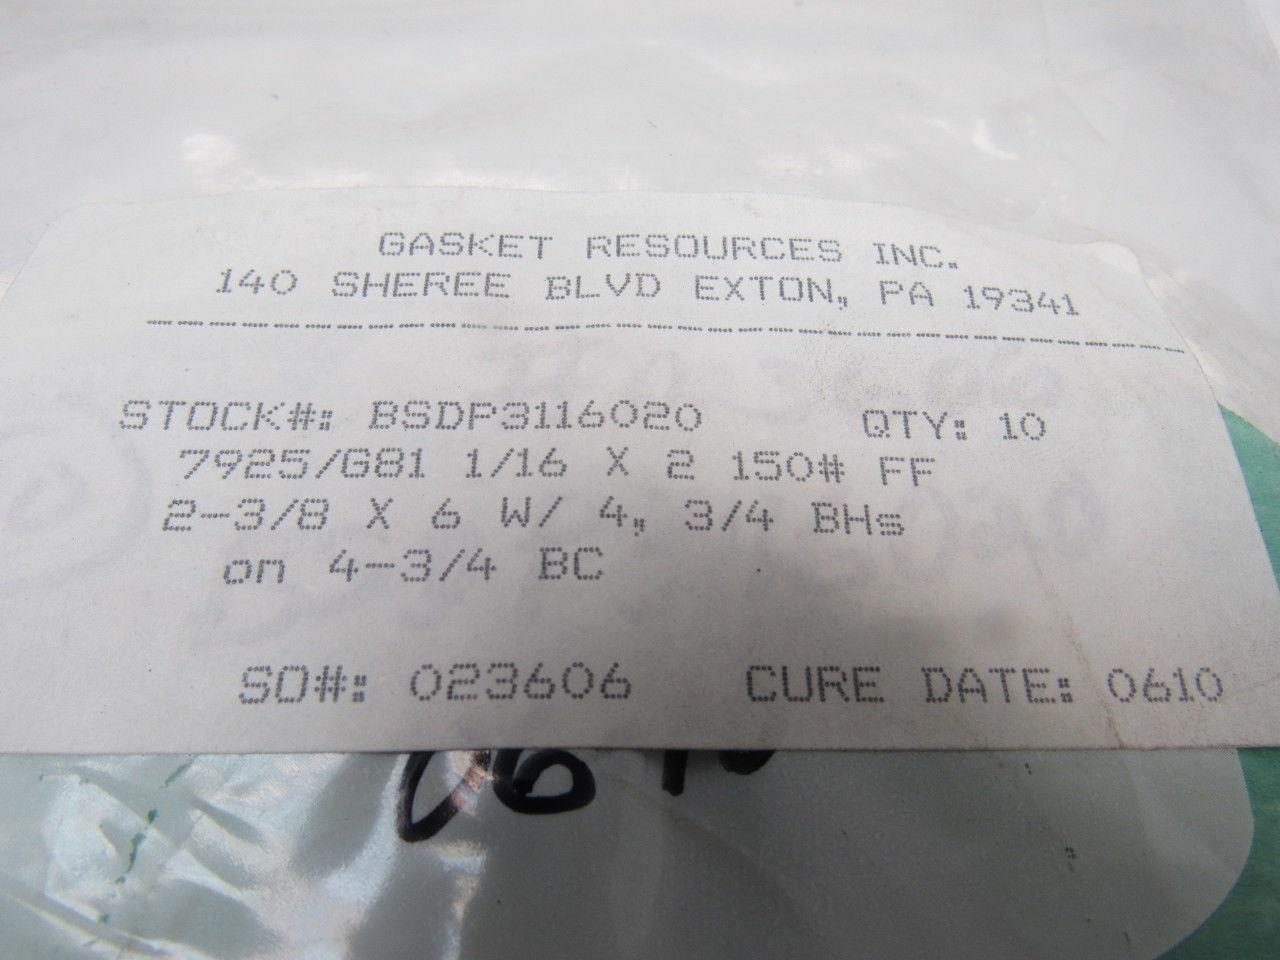 GASKET RESOURCES INC.
140 SHEREE BLVD EXTON, PA 19341
STOCK#: BSDP3116020 QTY: 10
7925/G81 1/16 X 2 150# FF
2-3/8 X 6 W/ 4, 3/4 BHs
on 4-3/4 BC
SO#: 023606 CURE DATE: 0610